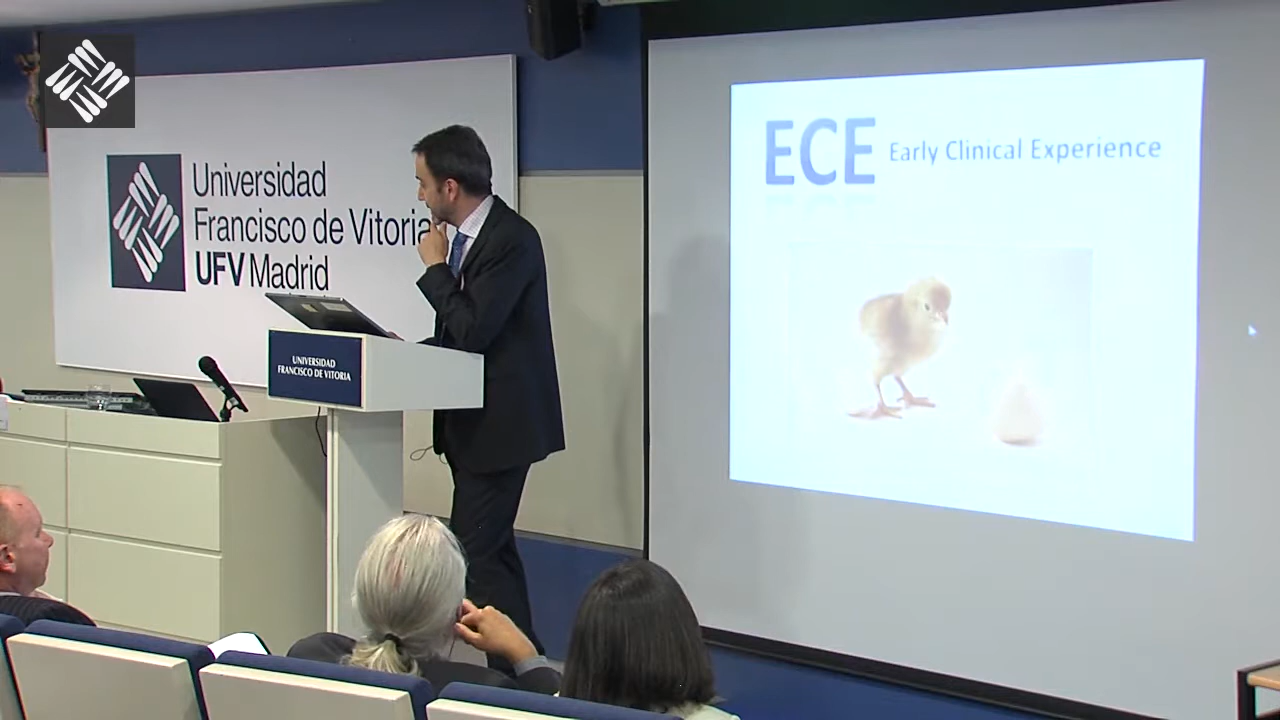 Universidad
Francisco de Vitoria
UFV Madrid
UNIVERSIDAD
FRANCISCO DE VITORIA
ECE Early Clinical Experience